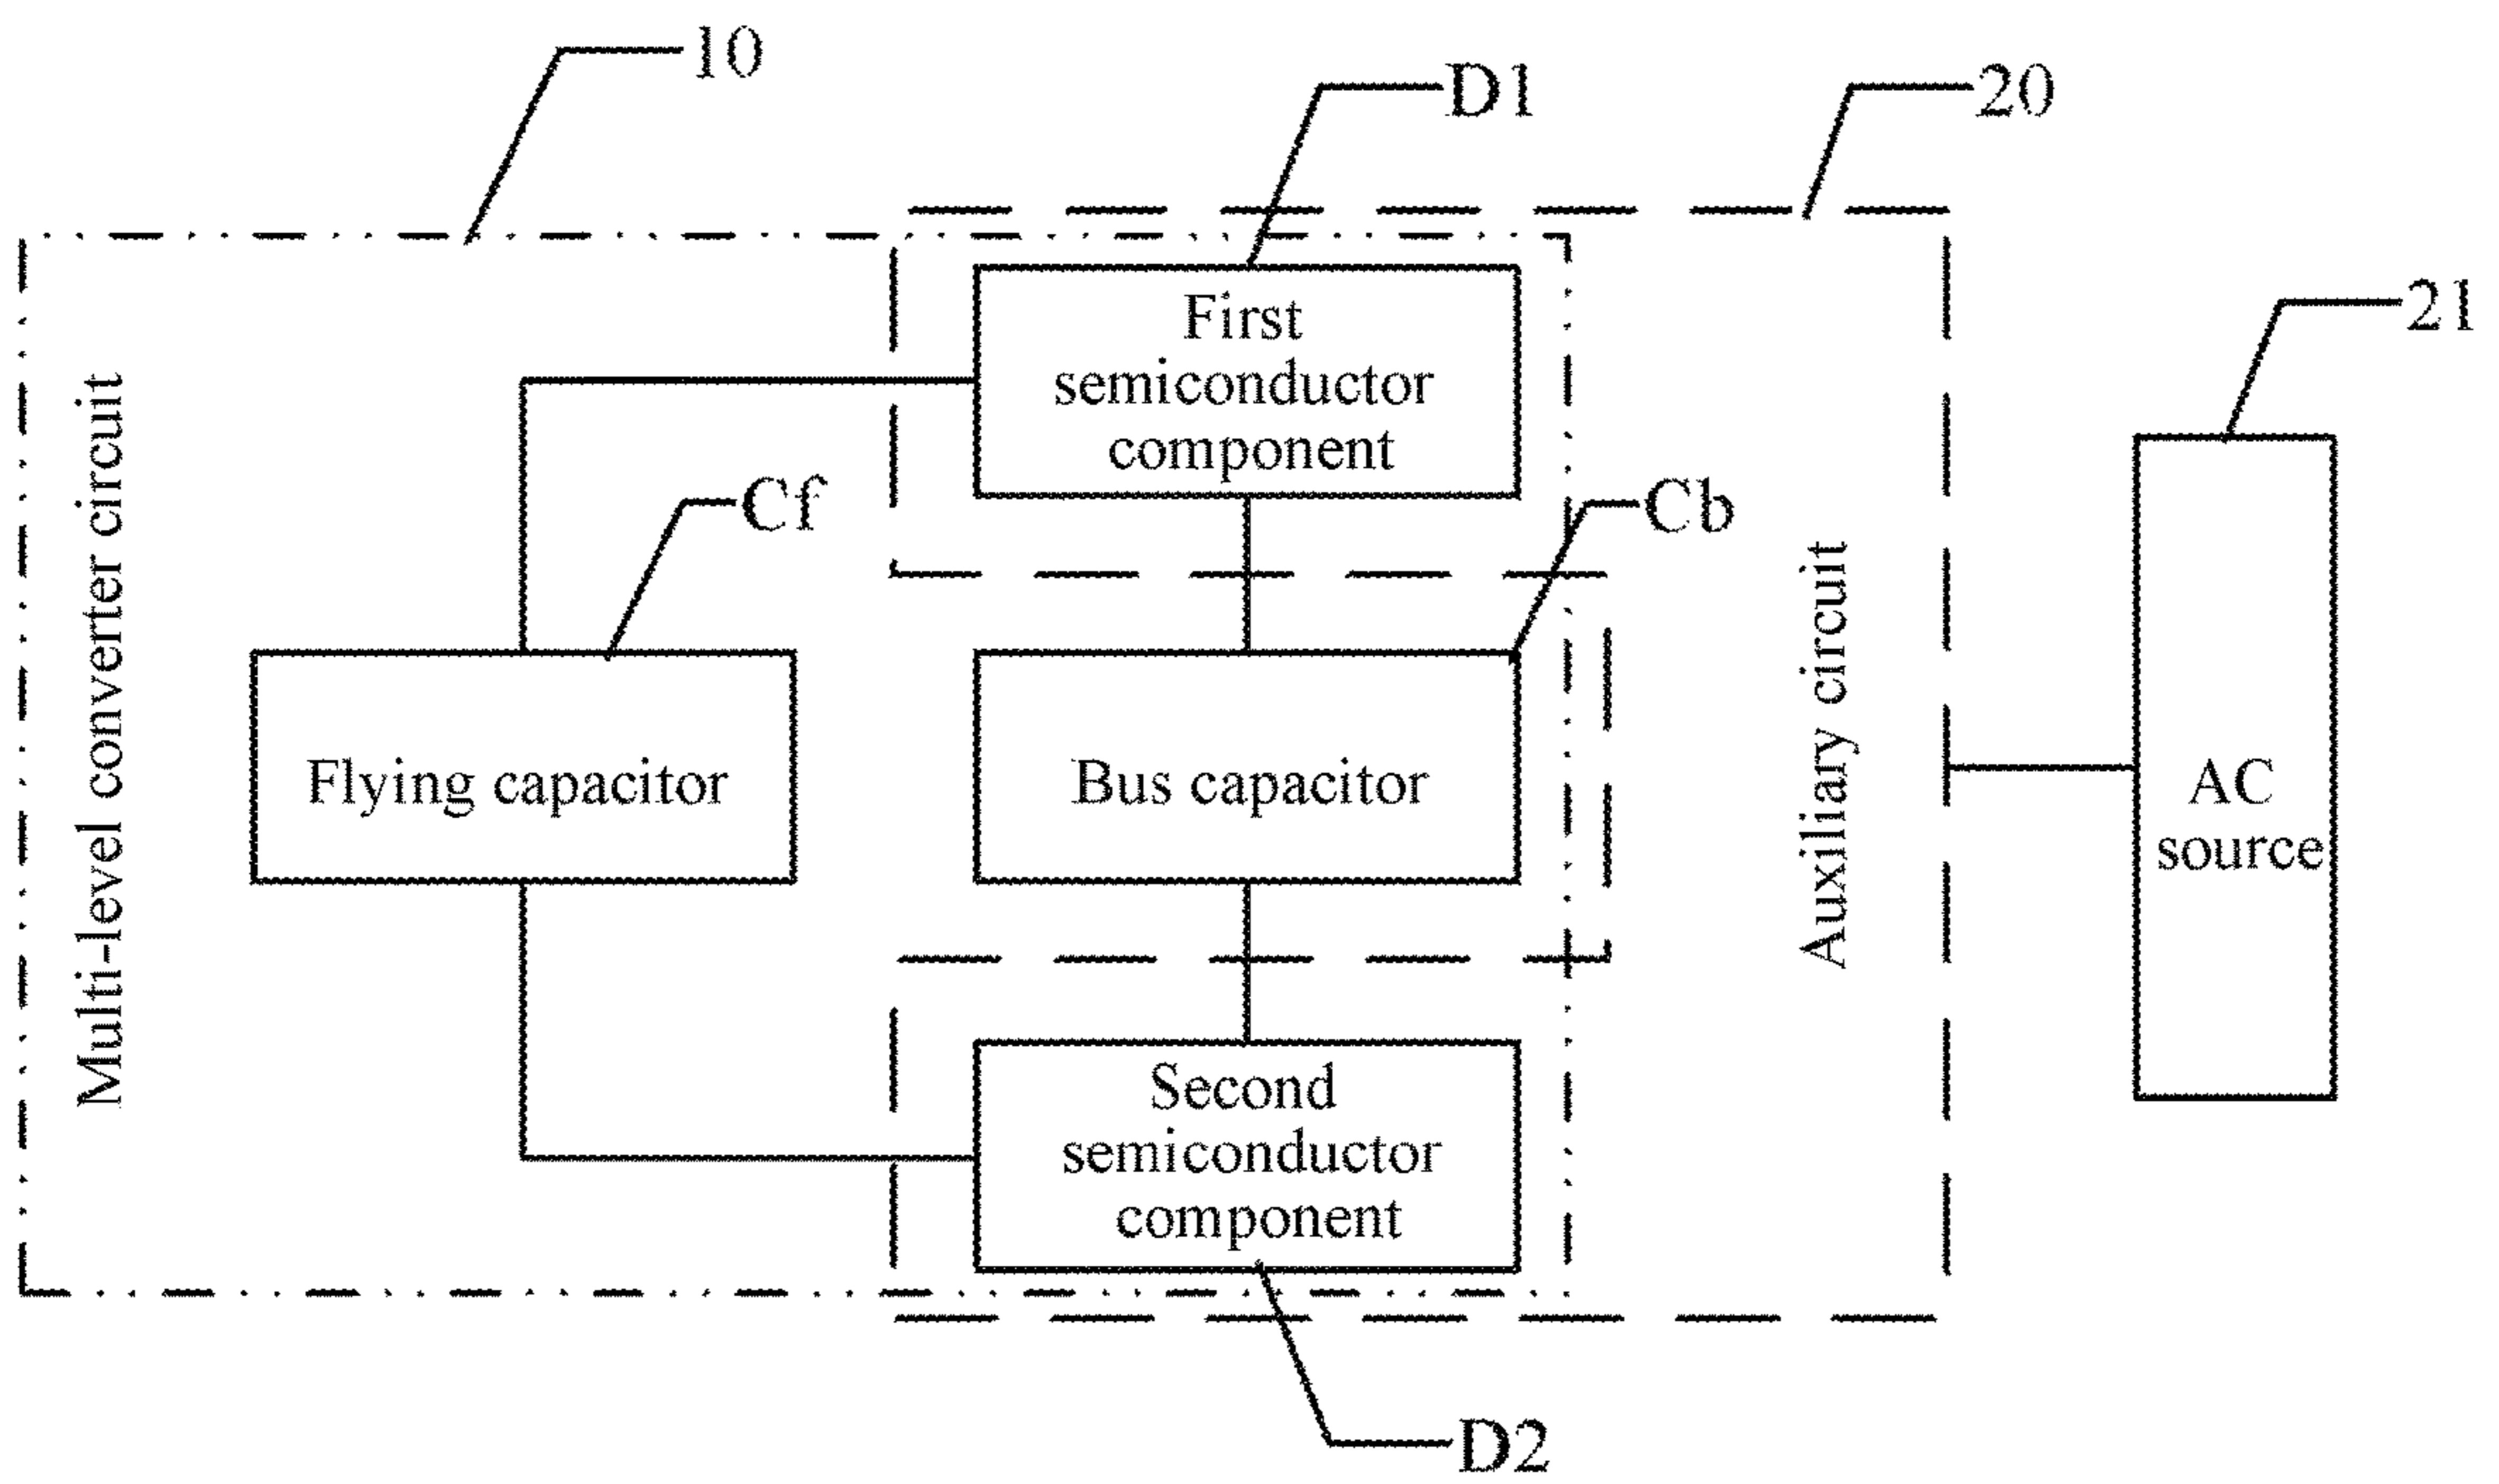 10
D1
20
21
First
semiconductor
component
Cf
Cb
Multi-level converter circuit
Flying capacitor
Bus capacitor
Auxiliary circuit
AC
source
Second
semiconductor
component
D2